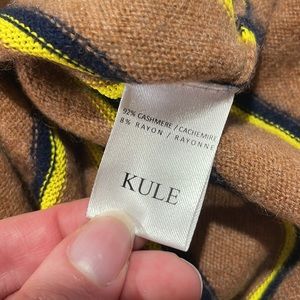 92% CASHMERE / CACHEMIRE
8% RAYON / RAYONNE
KULE